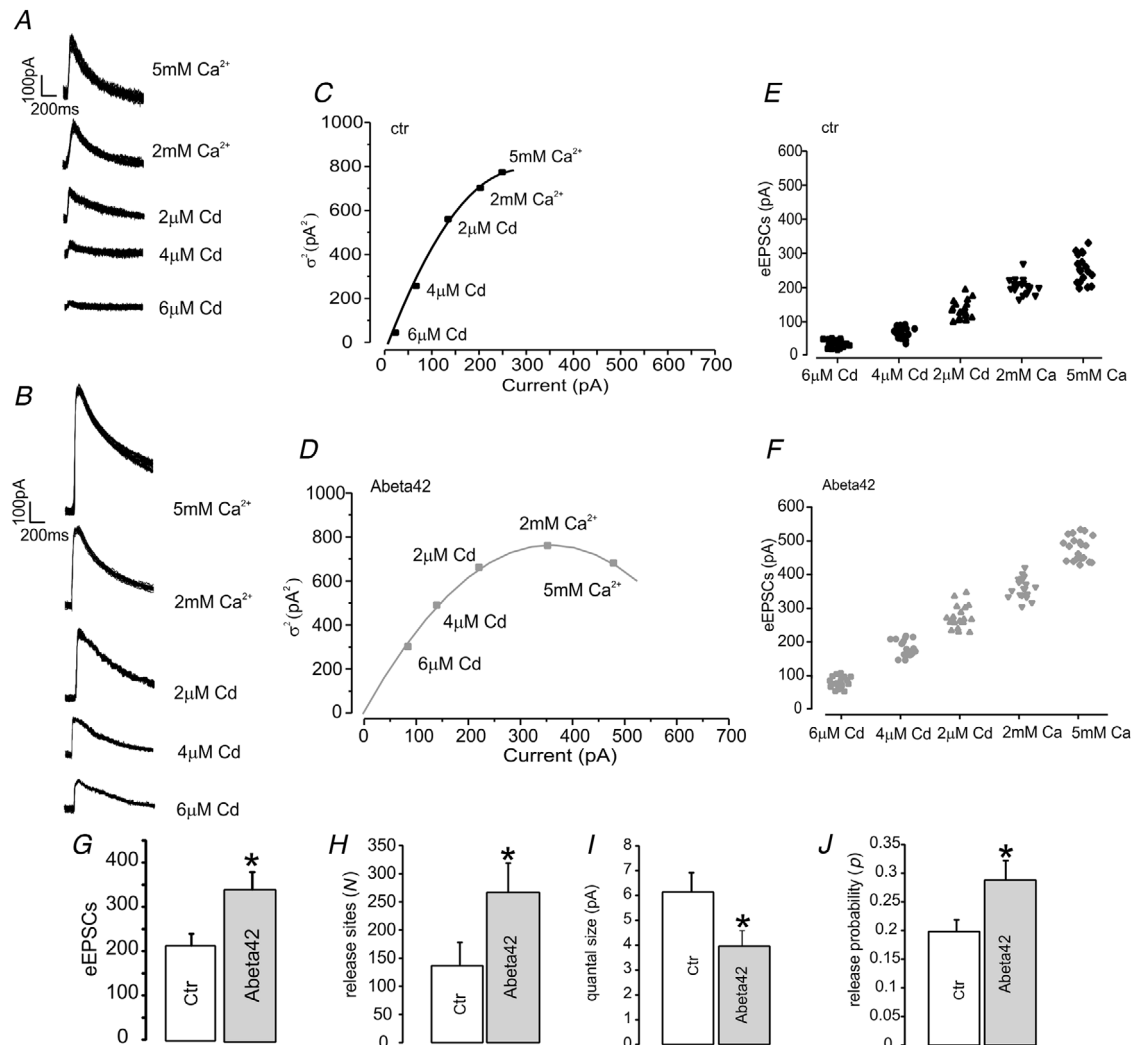 A
5mM Ca²⁺
100pA
200ms
2mM Ca²⁺
2μM Cd
4μM Cd
6μM Cd
B
100pA
200ms
5mM Ca²⁺
2mM Ca²⁺
2μM Cd
4μM Cd
6μM Cd
C
ctr
1000
800
600
400
200
0
σ² (pA²)
5mM Ca²⁺
2mM Ca²⁺
2μM Cd
4μM Cd
6μM Cd
0 100 200 300 400 500 600 700
Current (pA)
D
Abeta42
1000
800
600
400
200
0
σ² (pA²)
2mM Ca²⁺
2μM Cd
5mM Ca²⁺
4μM Cd
6μM Cd
0 100 200 300 400 500 600 700
Current (pA)
E
ctr
600
500
400
300
200
100
0
eEPSCs (pA)
6μM Cd 4μM Cd 2μM Cd 2mM Ca 5mM Ca
F
Abeta42
600
500
400
300
200
100
0
eEPSCs (pA)
6μM Cd 4μM Cd 2μM Cd 2mM Ca 5mM Ca
G
400
300
200
100
0
eEPSCs
*
Ctr
Abeta42
H
350
300
250
200
150
100
50
0
release sites (N)
*
Ctr
Abeta42
I
8
7
6
5
4
3
2
1
0
quantal size (pA)
*
Ctr
Abeta42
J
0.35
0.3
0.25
0.2
0.15
0.1
0.05
0
release probability (p)
*
Ctr
Abeta42